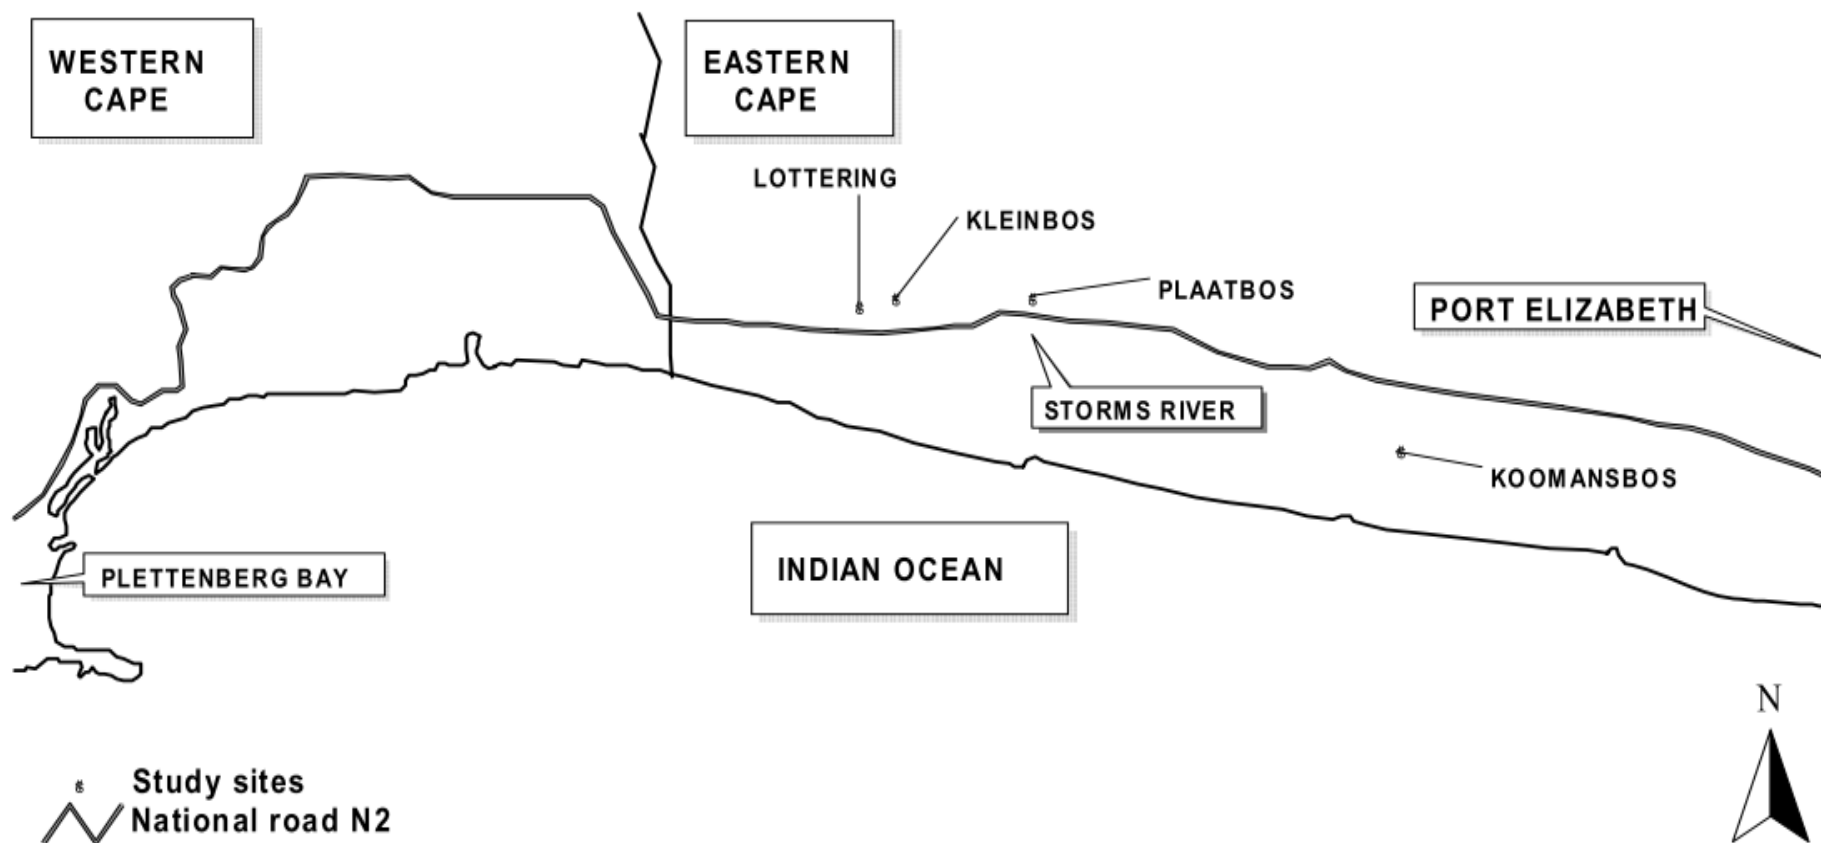 WESTERN
CAPE
EASTERN
CAPE
LOTTERING
KLEINBOS
PLAATBOS
PORT ELIZABETH
STORMS RIVER
KOOMANSBOS
INDIAN OCEAN
PLETTENBERG BAY
N
Study sites
National road N2